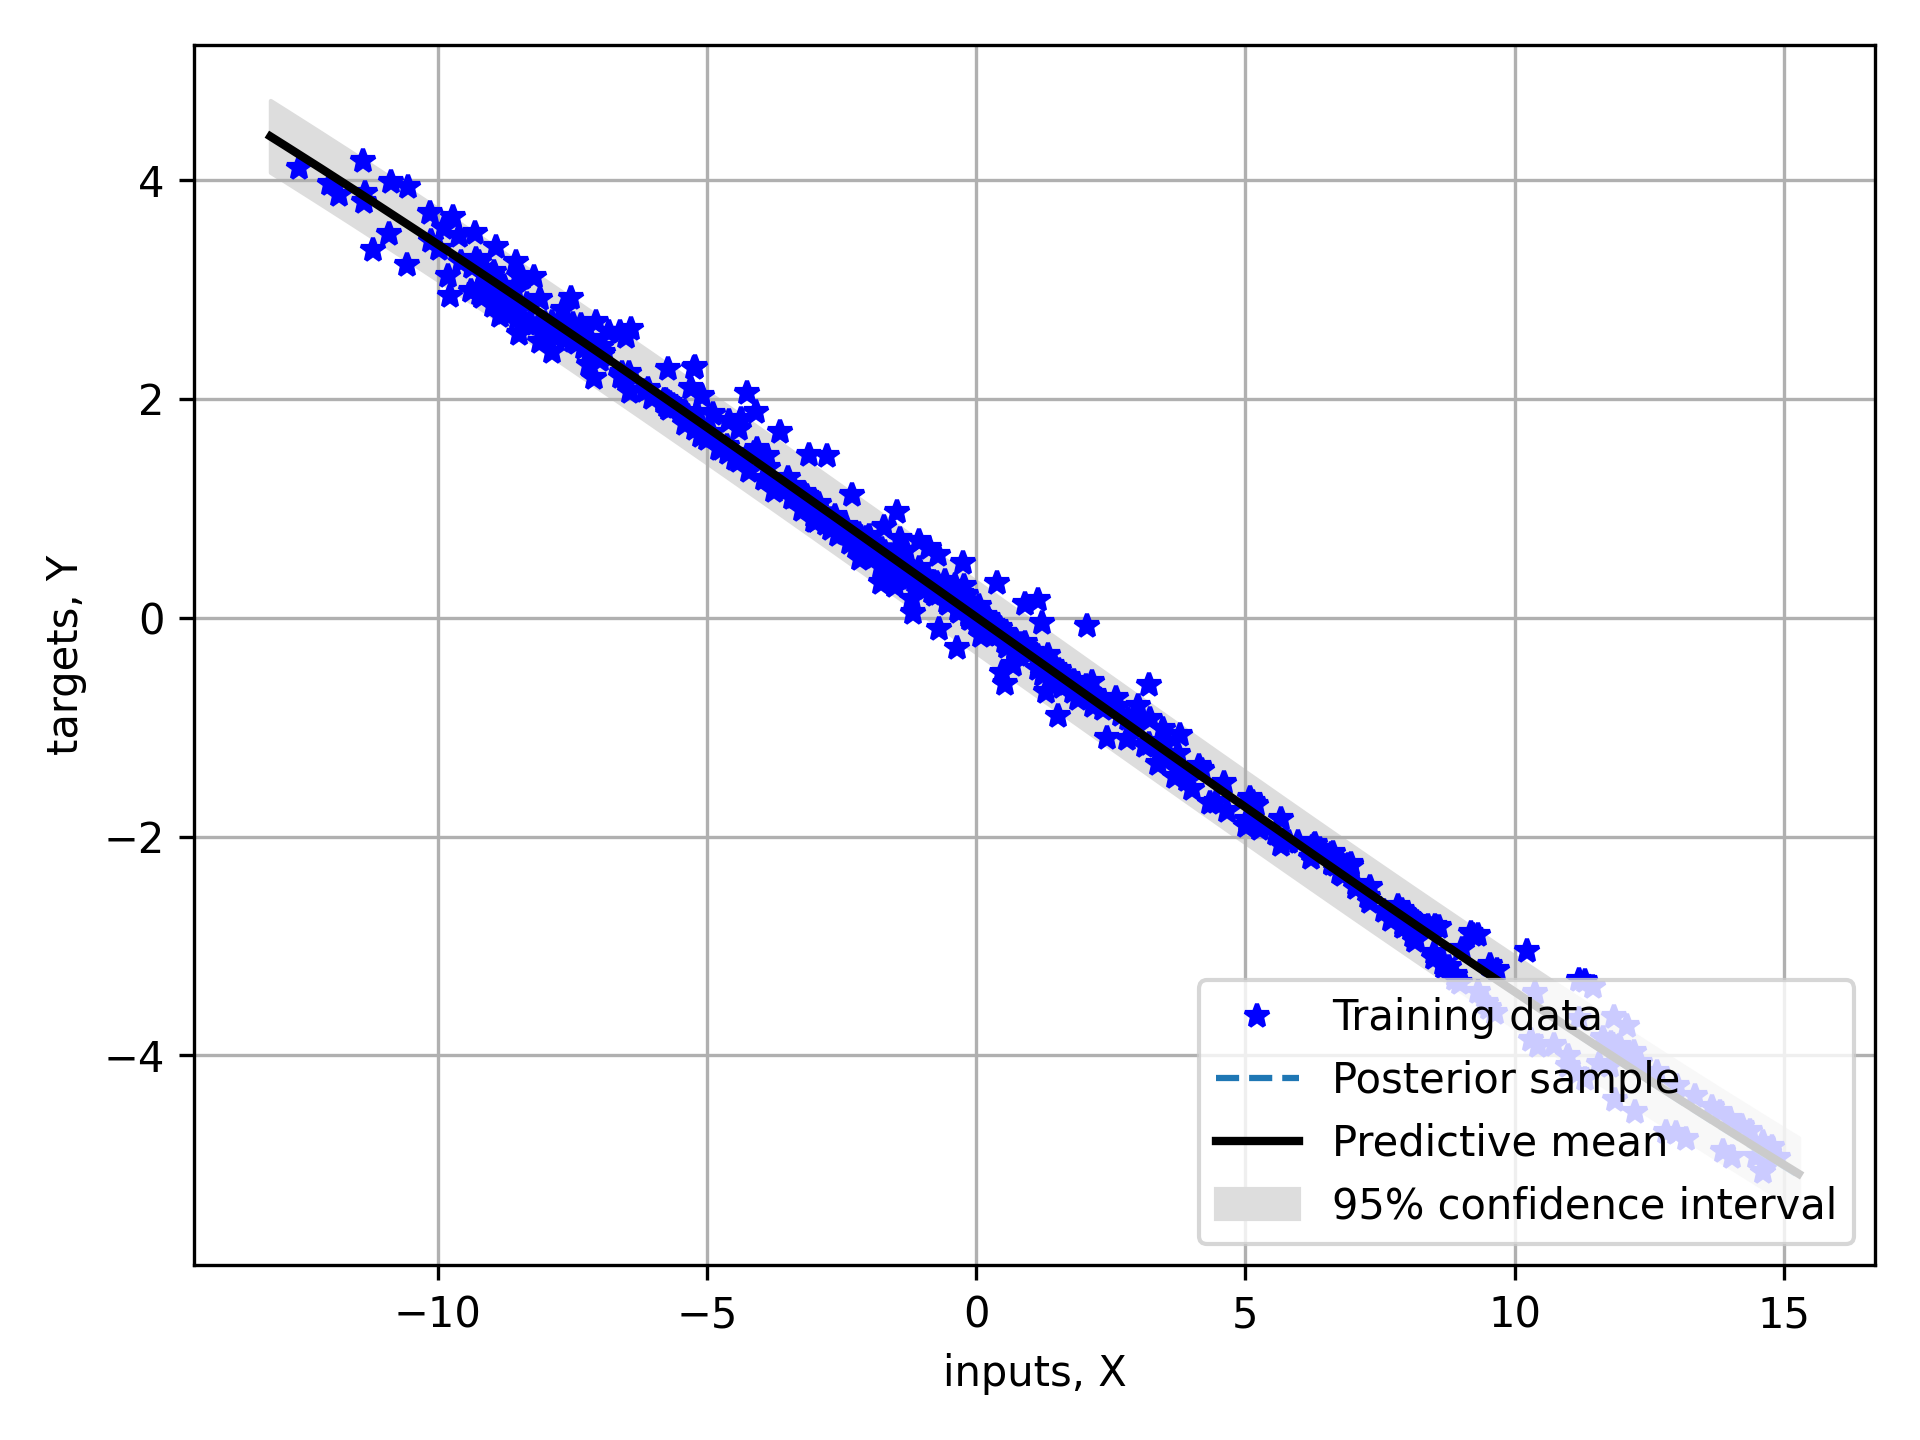 4
2
0
−2
−4
targets, Y
−10
−5
0
5
10
15
inputs, X
Training data
Posterior sample
Predictive mean
95% confidence interval